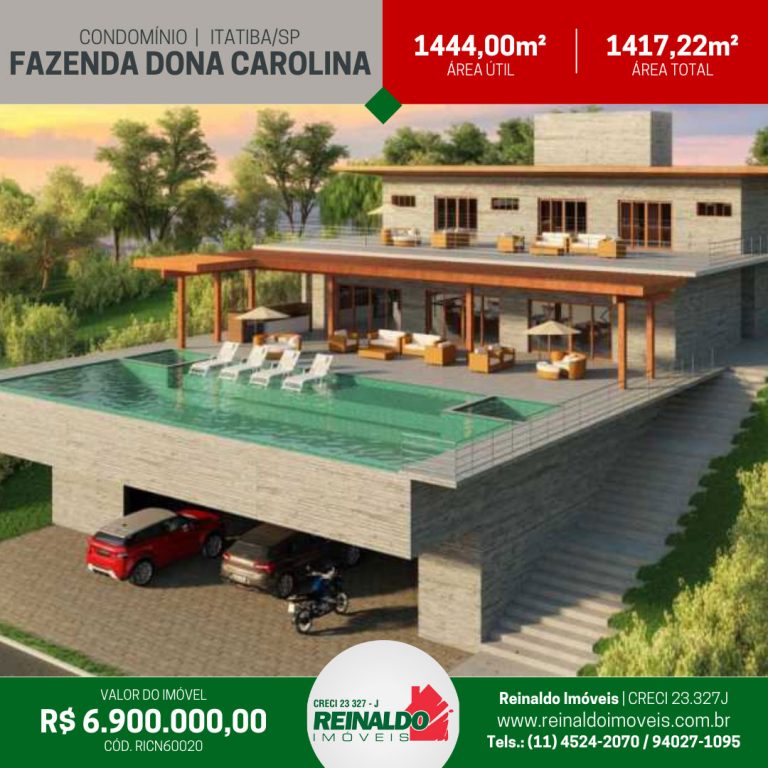 CONDOMÍNIO | ITATIBA/SP
FAZENDA DONA CAROLINA
1444,00m²
ÁREA ÚTIL
1417,22m²
ÁREA TOTAL
VALOR DO IMÓVEL
R$ 6.900.000,00
CÓD. RICN60020
CRECI 23 327 - J
REINALDO
IMÓVEIS
Reinaldo Imóveis | CRECI 23.327J
www.reinaldoimoveis.com.br
Tels.: (11) 4524-2070 / 94027-1095